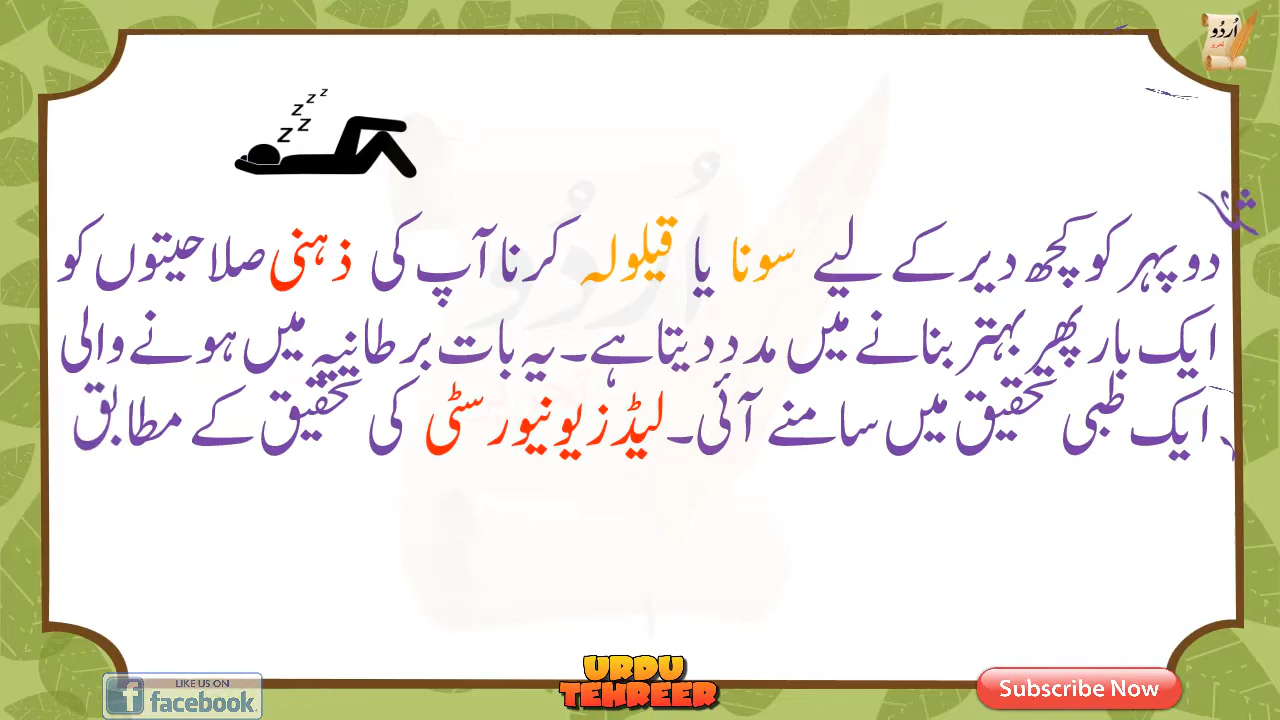 اُردُو
تحریر
z z z z z
دوپہر کو کچھ دیر کے لیے سونا یا قیلولہ کرنا آپ کی ذہنی صلاحیتوں کو
ایک بار پھر بہتر بنانے میں مدد دیتا ہے۔ یہ بات برطانیہ میں ہونے والی
ایک طبی تحقیق میں سامنے آئی۔ لیڈز یونیورسٹی کی تحقیق کے مطابق
LIKE US ON
facebook
URDU
TEHREER
Subscribe Now